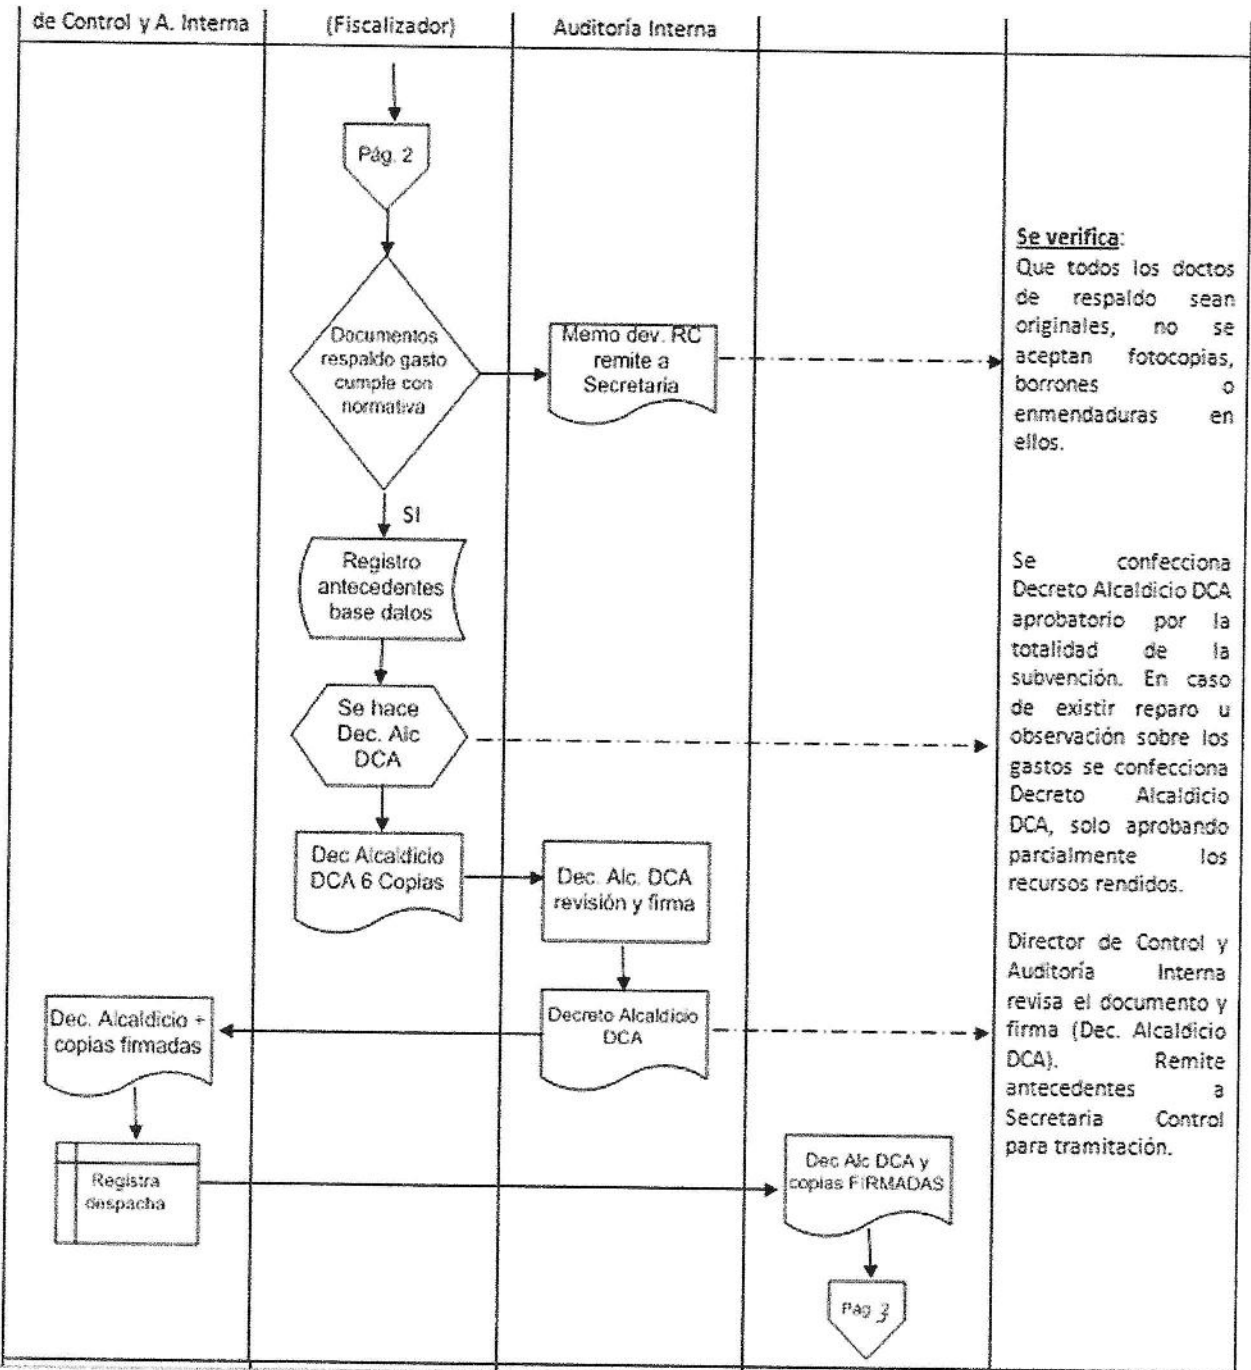 de Control y A. Interna
(Fiscalizador)
Auditoría Interna
Pág. 2
Documentos
respaldo gasto
cumple con
normativa
Memo dev. RC
remite a
Secretaria
Se verifica:
Que todos los doctos
de respaldo sean
originales, no se
aceptan fotocopias,
borrones o
enmendaduras en
ellos.
SI
Registro
antecedentes
base datos
Se hace
Dec. Alc
DCA
Se confecciona
Decreto Alcaldicio DCA
aprobatorio por la
totalidad de la
subvención. En caso
de existir reparo u
observación sobre los
gastos se confecciona
Decreto Alcaldicio
DCA, solo aprobando
parcialmente los
recursos rendidos.
Dec Alcaldicio
DCA 6 Copias
Dec. Alc. DCA
revisión y firma
Decreto Alcaldicio
DCA
Dec. Alcaldicio +
copias firmadas
Director de Control y
Auditoría Interna
revisa el documento y
firma (Dec. Alcaldicio
DCA). Remite
antecedentes a
Secretaria Control
para tramitación.
Registra
despacha
Dec Alc DCA y
copias FIRMADAS
Pág 3